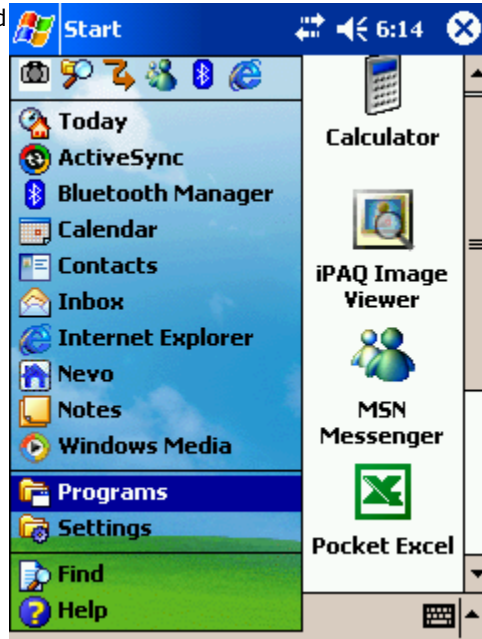 d
Start
6:14
Today
ActiveSync
Bluetooth Manager
Calendar
Contacts
Inbox
Internet Explorer
Nevo
Notes
Windows Media
Programs
Settings
Find
Help
Calculator
iPAQ Image
Viewer
MSN
Messenger
Pocket Excel